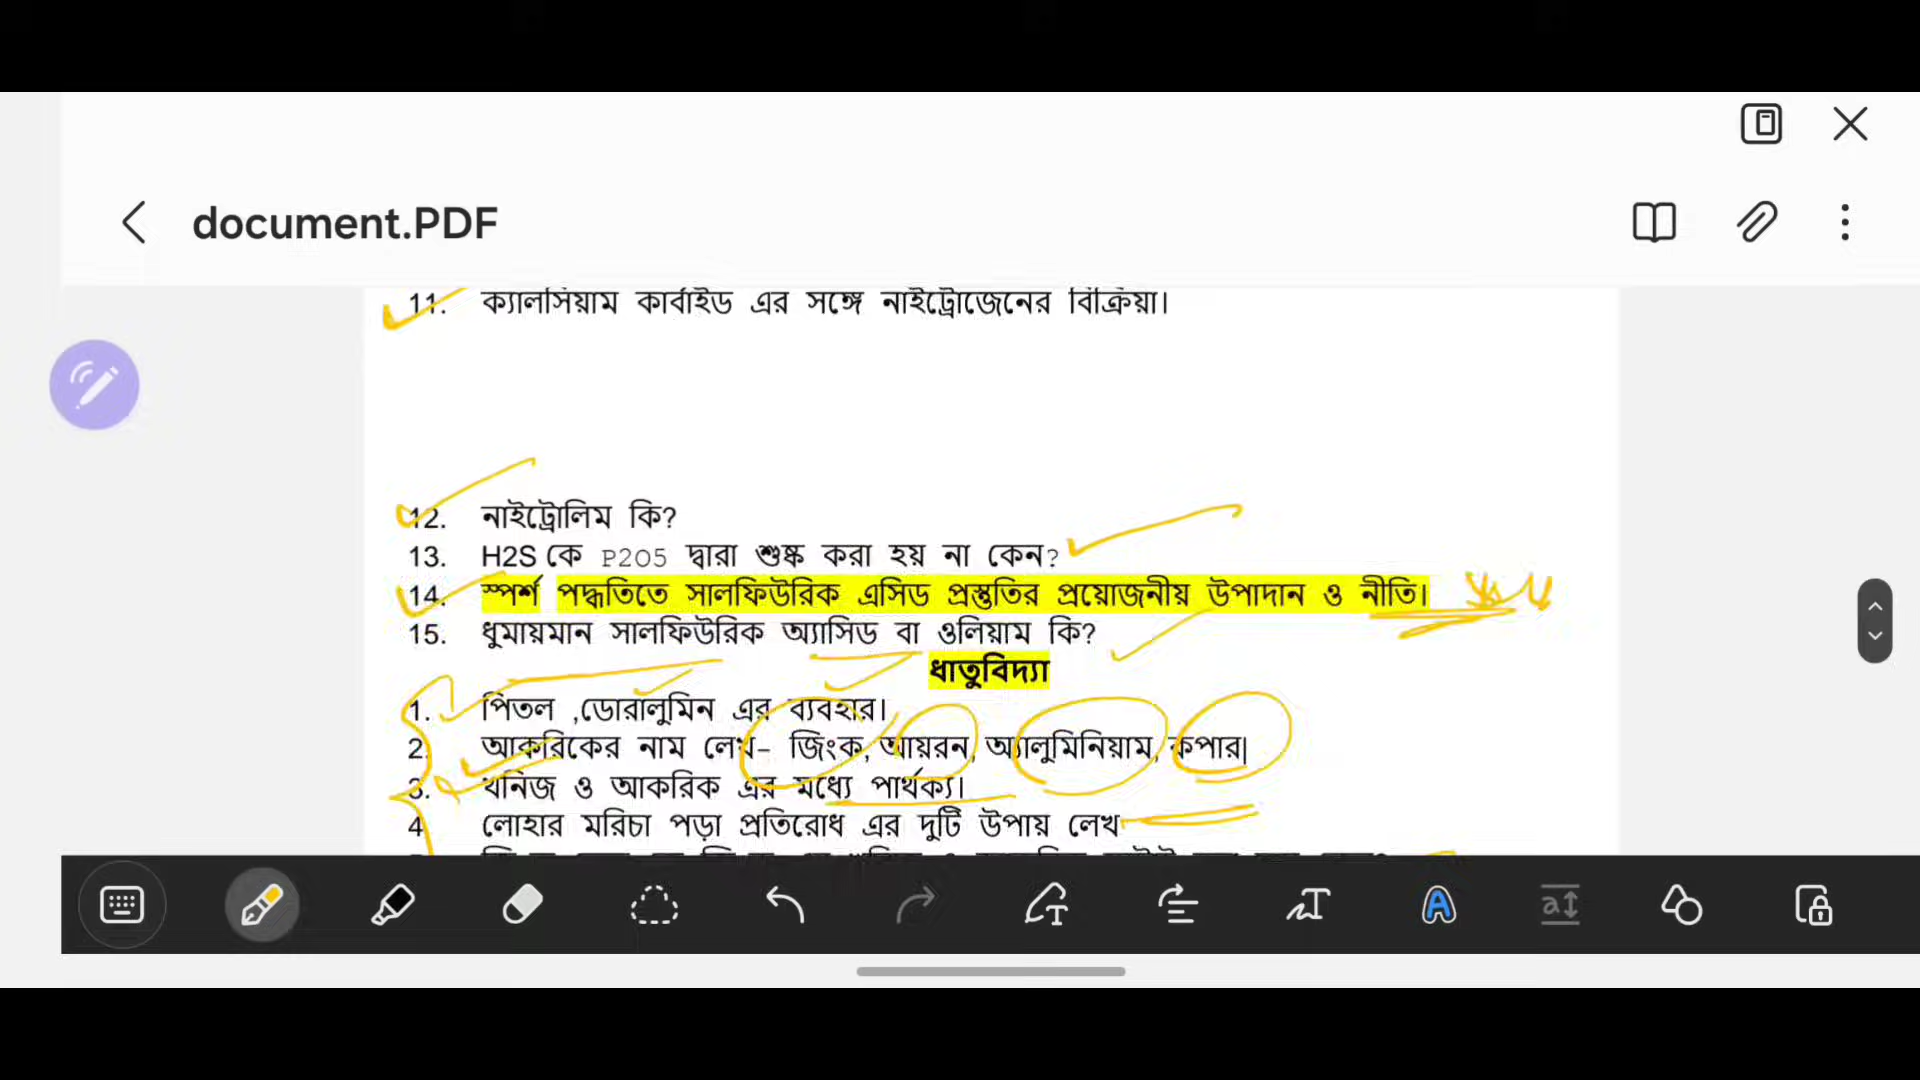 document.PDF
11. ক্যালসিয়াম কার্বাইড এর সঙ্গে নাইট্রোজেনের বিক্রিয়া।
12. নাইট্রোলিম কি?
13. H2S কে P2O5 দ্বারা শুষ্ক করা হয় না কেন?
14. স্পর্শ পদ্ধতিতে সালফিউরিক এসিড প্রস্তুতির প্রয়োজনীয় উপাদান ও নীতি।
15. ধুমায়মান সালফিউরিক অ্যাসিড বা ওলিয়াম কি?
ধাতুবিদ্যা
1. পিতল ,ডোরালুমিন এর ব্যবহার।
2. আকরিকের নাম লেখ- জিংক, আয়রন, অ্যালুমিনিয়াম, কপার|
3. খনিজ ও আকরিক এর মধ্যে পার্থক্য।
4 লোহার মরিচা পড়া প্রতিরোধ এর দুটি উপায় লেখ